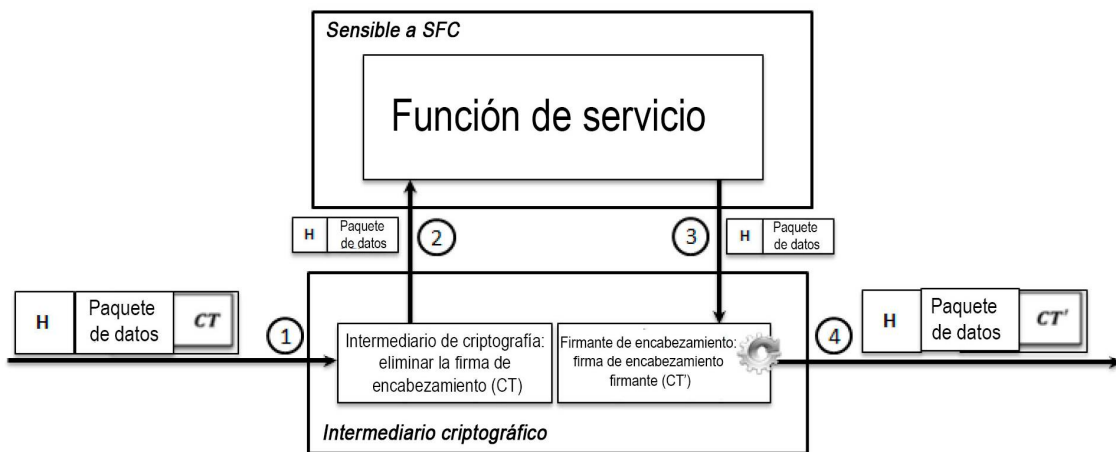 Sensible a SFC
Función de servicio
H
Paquete
de datos
2
3
H
Paquete
de datos
H
Paquete
de datos
CT
1
Intermediario de criptografía:
eliminar la firma de
encabezamiento (CT)
Firmante de encabezamiento:
firma de encabezamiento
firmante (CT')
4
H
Paquete
de datos
CT'
Intermediario criptográfico